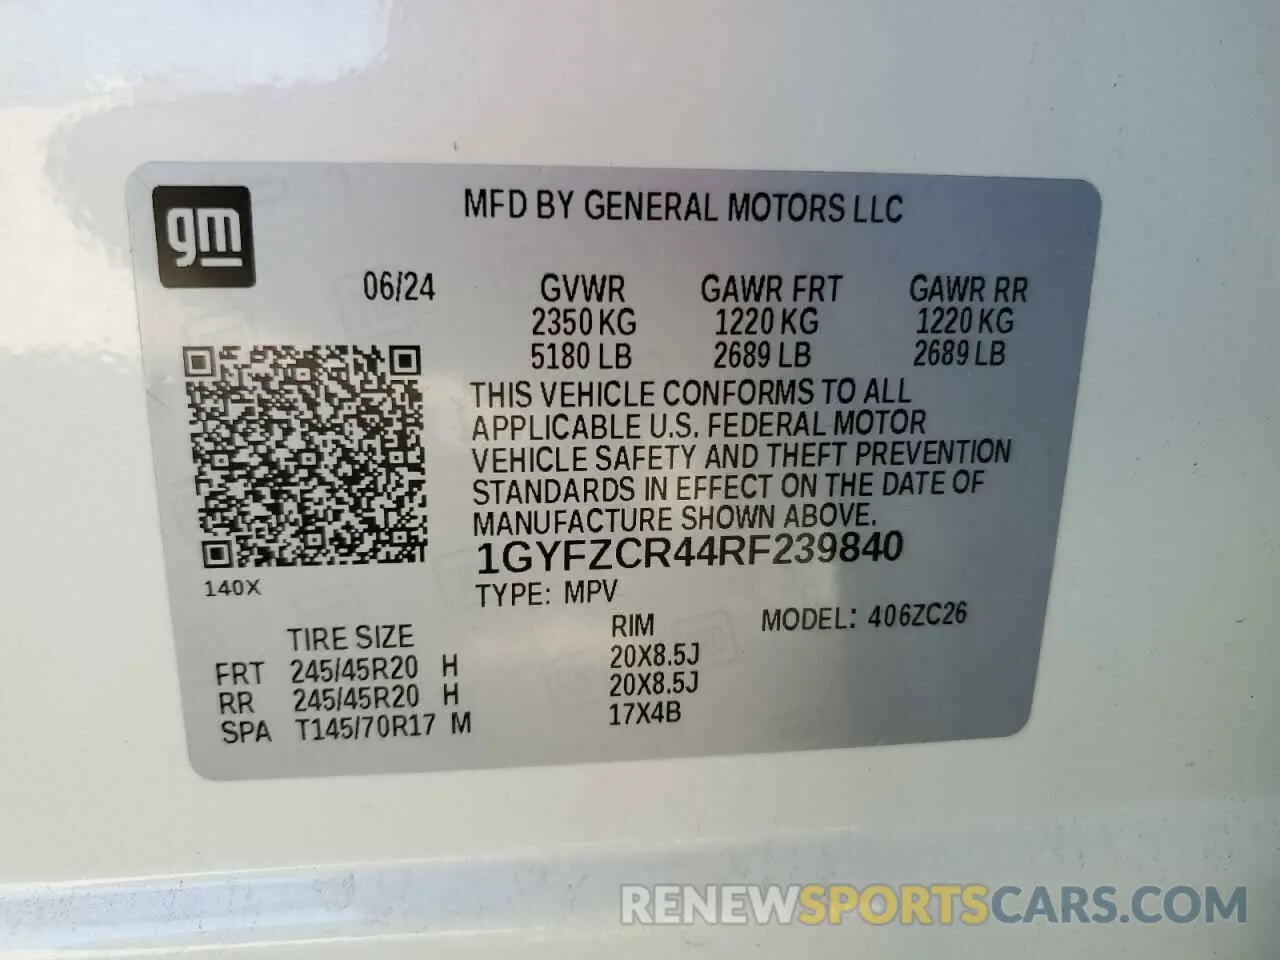 gm
MFD BY GENERAL MOTORS LLC
06/24 GVWR GAWR FRT GAWR RR
2350 KG 1220 KG 1220 KG
5180 LB 2689 LB 2689 LB
THIS VEHICLE CONFORMS TO ALL
APPLICABLE U.S. FEDERAL MOTOR
VEHICLE SAFETY AND THEFT PREVENTION
STANDARDS IN EFFECT ON THE DATE OF
MANUFACTURE SHOWN ABOVE.
1GYFZCR44RF239840
140X
TYPE: MPV
MODEL: 406ZC26
TIRE SIZE RIM
FRT 245/45R20 H 20X8.5J
RR 245/45R20 H 20X8.5J
SPA T145/70R17 M 17X4B
RENEWSPORTSCARS.COM